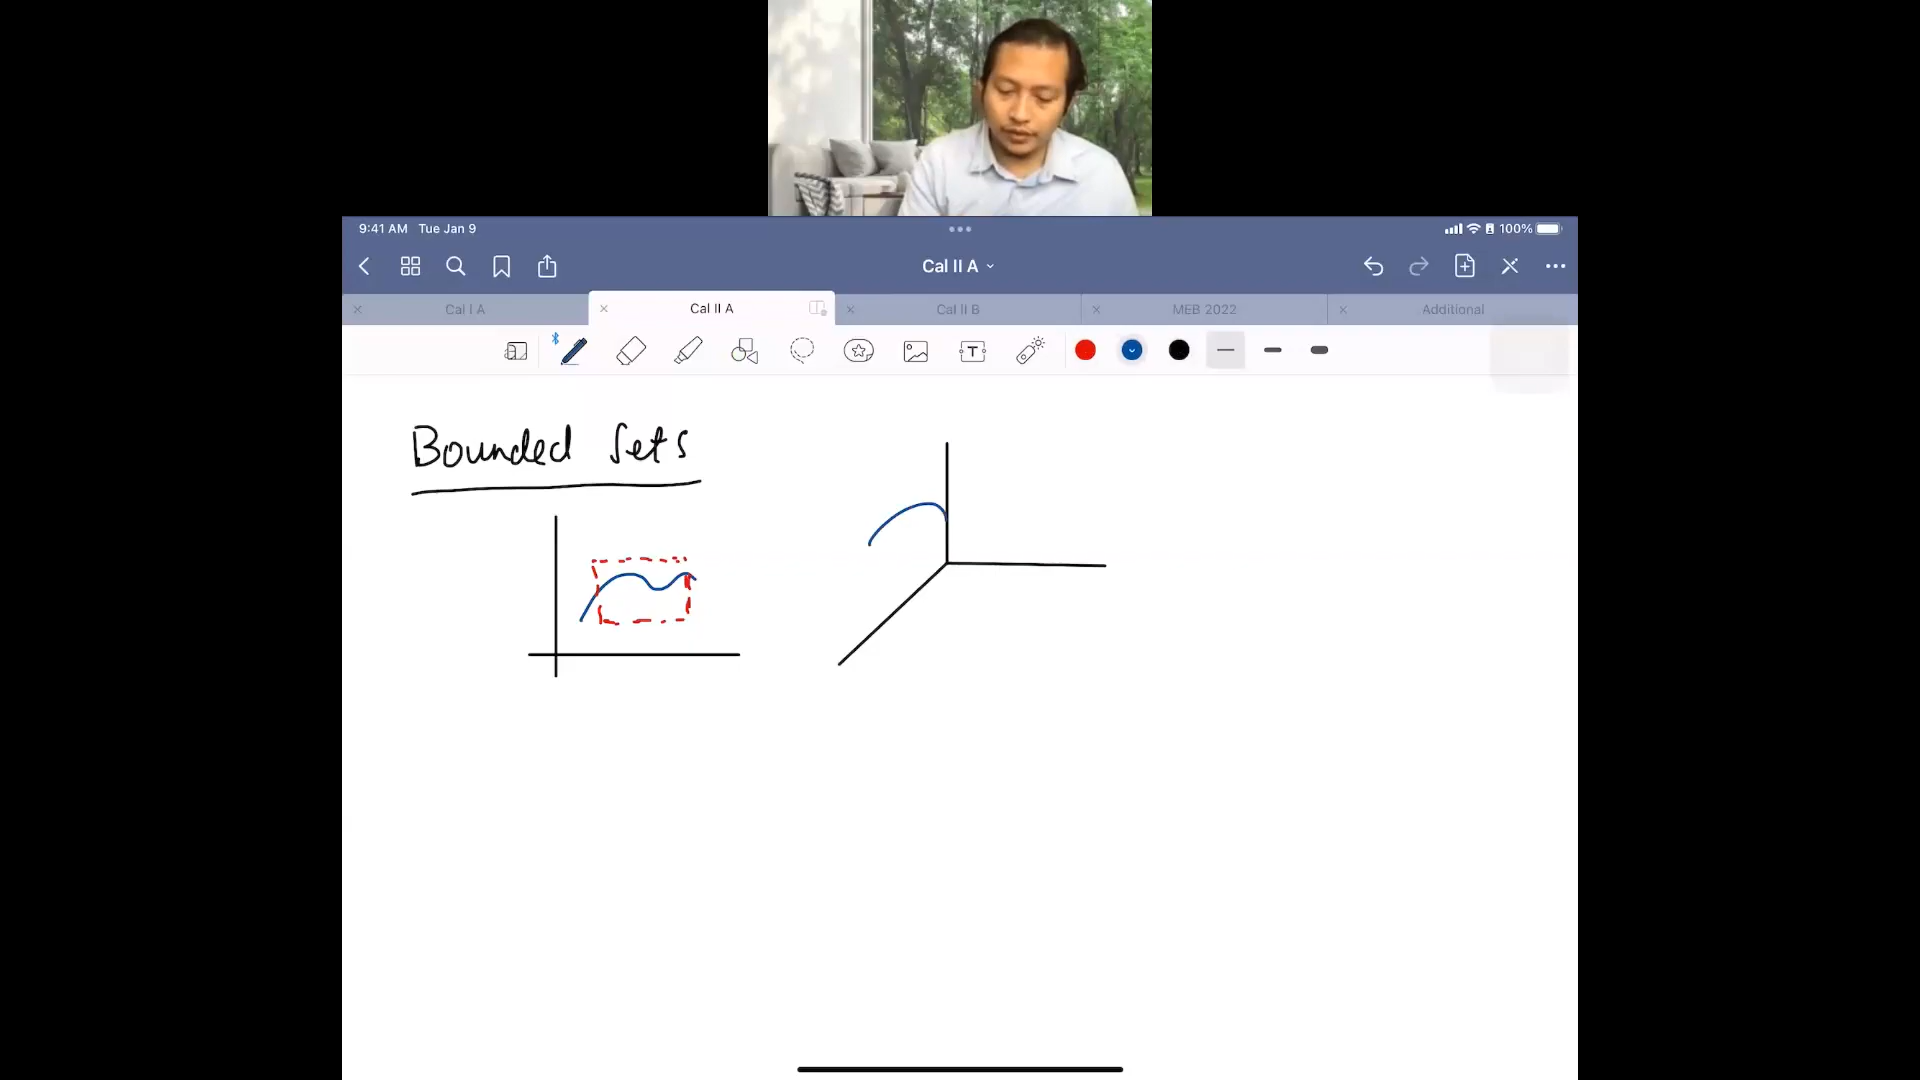 9:41 AM Tue Jan 9
100%
Cal II A
Cal I A
Cal II A
Cal II B
MEB 2022
Additional
T
Bounded Sets